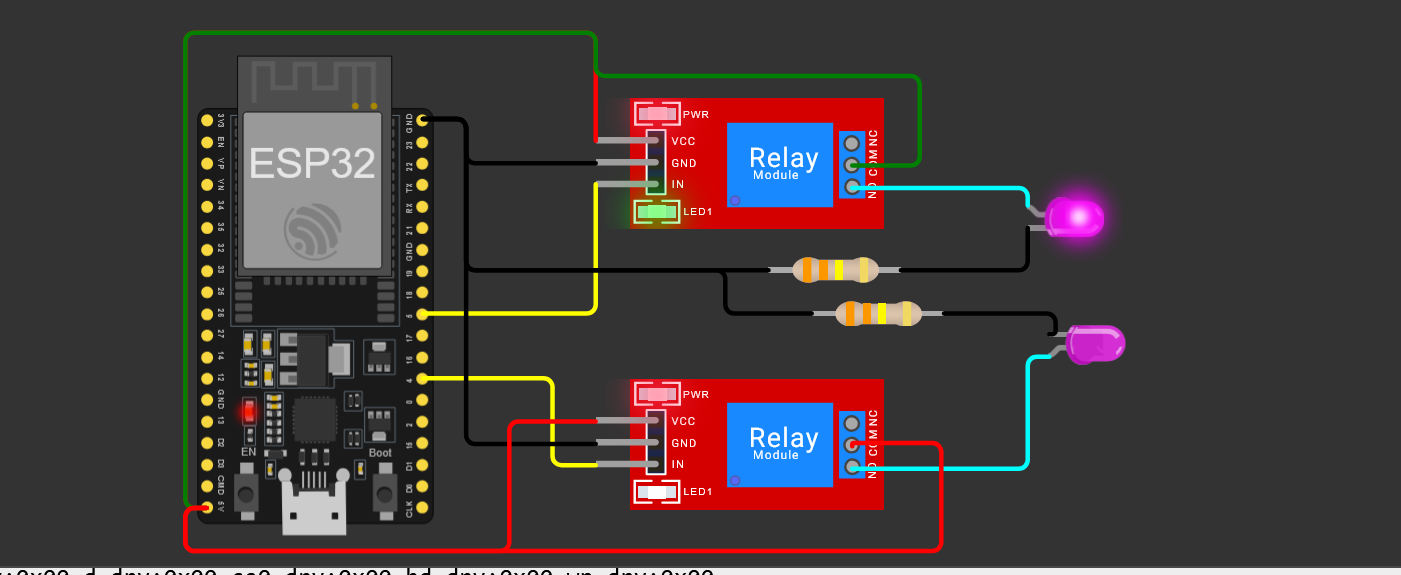 ESP32
3V3
EN
VP
VN
34
35
32
33
25
26
27
14
12
GND
13
D2
D3
CMD
5V
GND
23
22
TX
RX
21
GND
19
18
5
17
16
4
0
2
15
D1
D0
CLK
EN
Boot
PWR
VCC
GND
IN
LED1
Relay
Module
NO COM NC
PWR
VCC
GND
IN
LED1
Relay
Module
NO COM NC